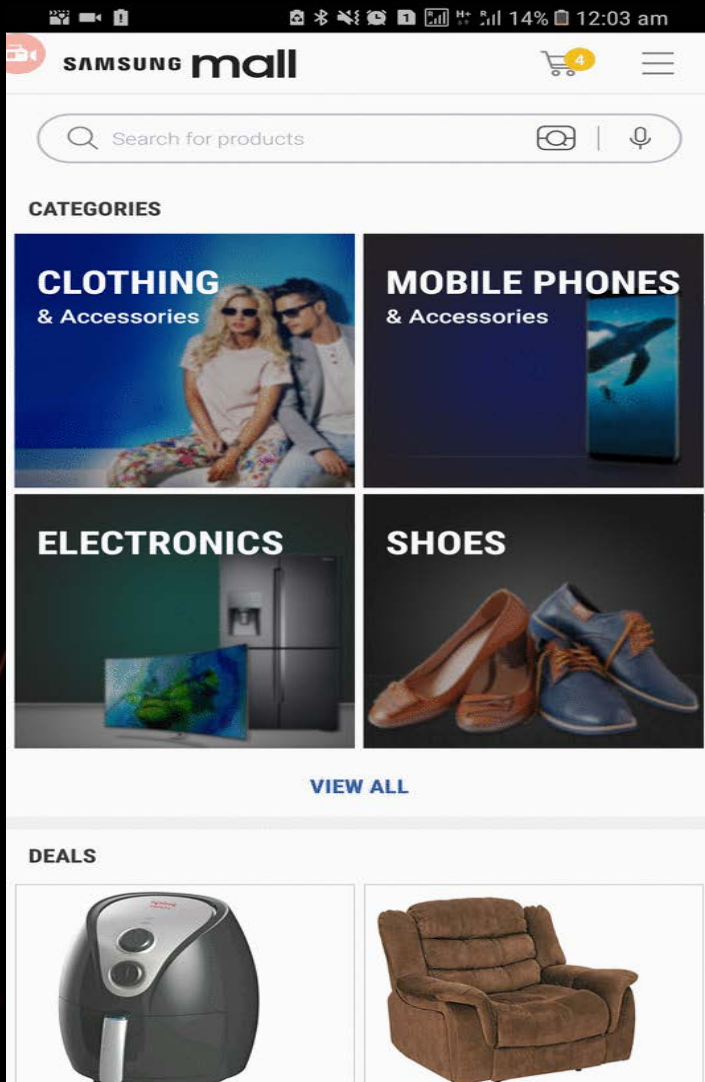 1 H+ 14% 12:03 am
SAMSUNG mall
4
Search for products
CATEGORIES
CLOTHING
& Accessories
MOBILE PHONES
& Accessories
ELECTRONICS
SHOES
VIEW ALL
DEALS